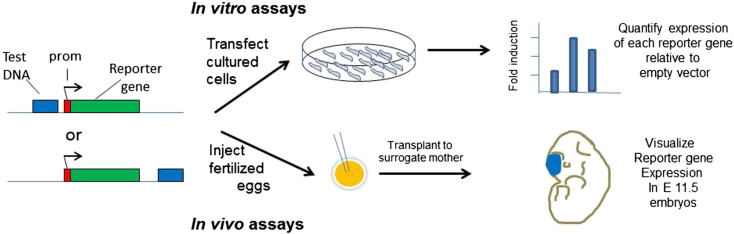 In vitro assays
Test
DNA
prom
Reporter
gene
or
Transfect
cultured
cells
Fold induction
Quantify expression
of each reporter gene
relative to
empty vector
Inject
fertilized
eggs
Transplant to
surrogate mother
Visualize
Reporter gene
Expression
In E 11.5
embryos
In vivo assays